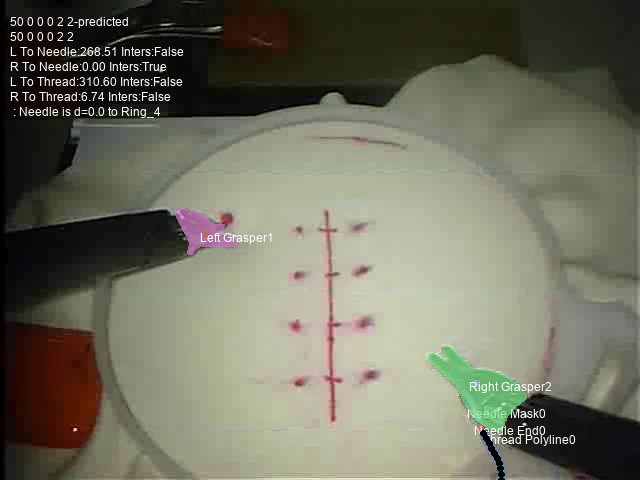 50 0 0 0 2 2-predicted
50 0 0 0 2 2
L To Needle:268.51 Inters:False
R To Needle:0.00 Inters:True
L To Thread:310.60 Inters:False
R To Thread:6.74 Inters:False
: Needle is d=0.0 to Ring_4
Left Grasper1
Right Grasper2
Needle Mask0
Needle End0
Thread Polyline0